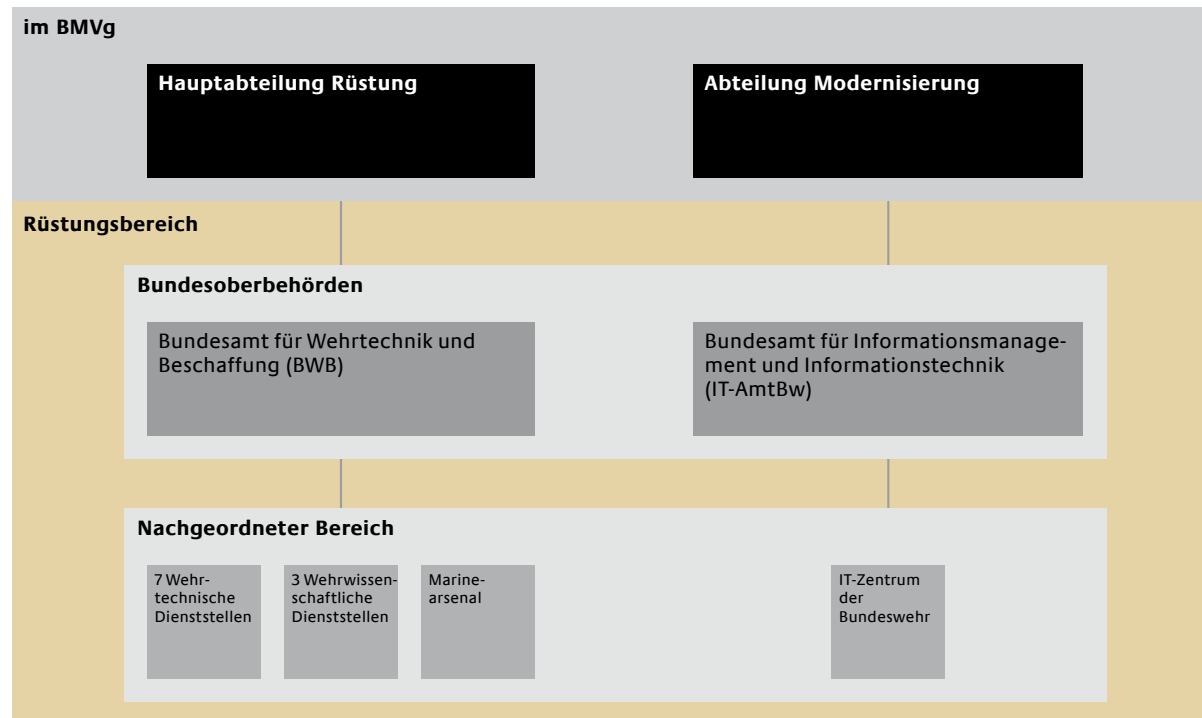 im BMVg
Hauptabteilung Rüstung
Abteilung Modernisierung
Rüstungsbereich
Bundesoberbehörden
Bundesamt für Wehrtechnik und
Beschaffung (BWB)
Bundesamt für Informationsmanage-
ment und Informationstechnik
(IT-AmtBw)
Nachgeordneter Bereich
7 Wehr-
technische
Dienststellen
3 Wehrwissen-
schaftliche
Dienststellen
Marine-
arsenal
IT-Zentrum
der
Bundeswehr